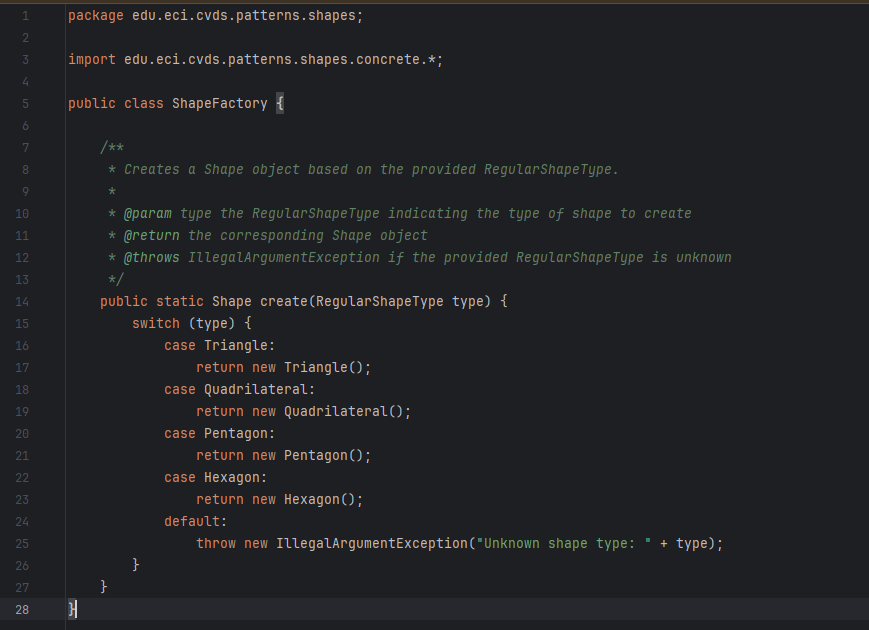 1 package edu.eci.cvds.patterns.shapes;
2
3 import edu.eci.cvds.patterns.shapes.concrete.*;
4
5 public class ShapeFactory {
6
7     /**
8      * Creates a Shape object based on the provided RegularShapeType.
9      *
10      * @param type the RegularShapeType indicating the type of shape to create
11      * @return the corresponding Shape object
12      * @throws IllegalArgumentException if the provided RegularShapeType is unknown
13      */
14     public static Shape create(RegularShapeType type) {
15         switch (type) {
16             case Triangle:
17                 return new Triangle();
18             case Quadrilateral:
19                 return new Quadrilateral();
20             case Pentagon:
21                 return new Pentagon();
22             case Hexagon:
23                 return new Hexagon();
24             default:
25                 throw new IllegalArgumentException("Unknown shape type: " + type);
26         }
27     }
28 }